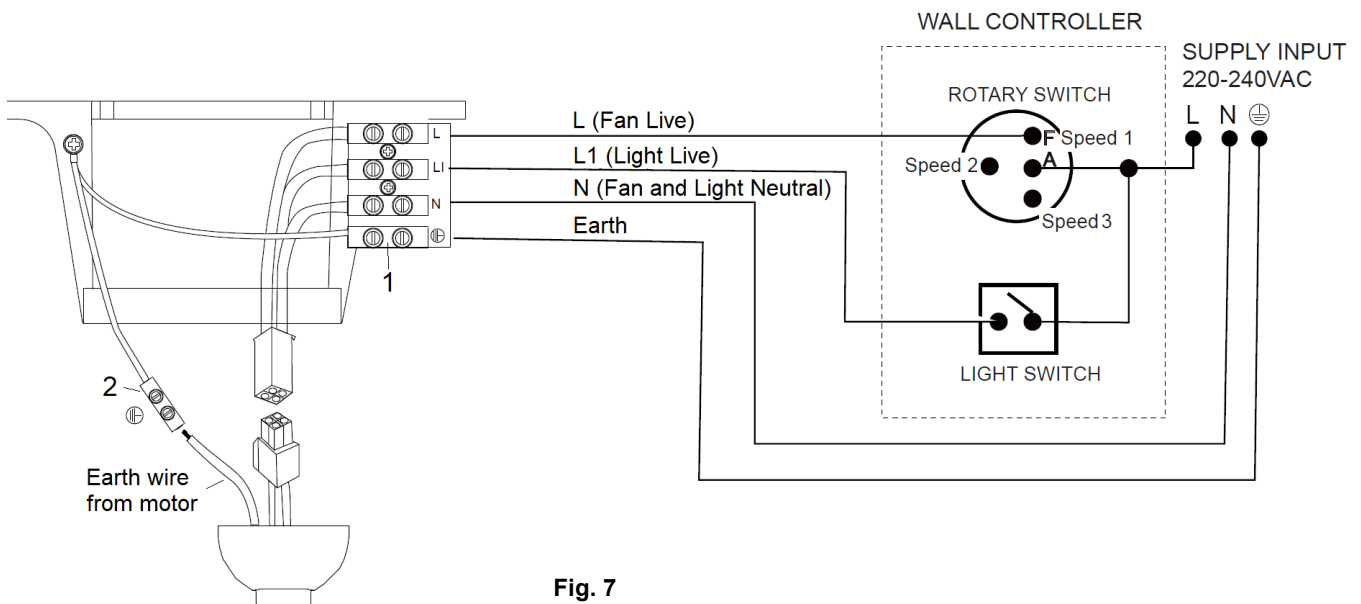 WALL CONTROLLER
SUPPLY INPUT
220-240VAC
L N
ROTARY SWITCH
F Speed 1
Speed 2
A
Speed 3
LIGHT SWITCH
L (Fan Live)
L1 (Light Live)
N (Fan and Light Neutral)
Earth
L
LI
N
1
2
Earth wire
from motor
Fig. 7